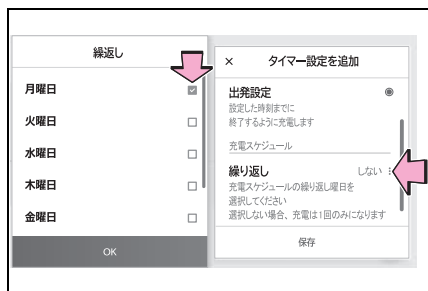 繰返し
月曜日
火曜日
水曜日
木曜日
金曜日
OK
× タイマー設定を追加
出発設定
設定した時刻までに
終了するように充電します
充電スケジュール
繰り返し しない
充電スケジュールの繰り返し曜日を
選択してください
選択しない場合、充電は1回のみになります
保存